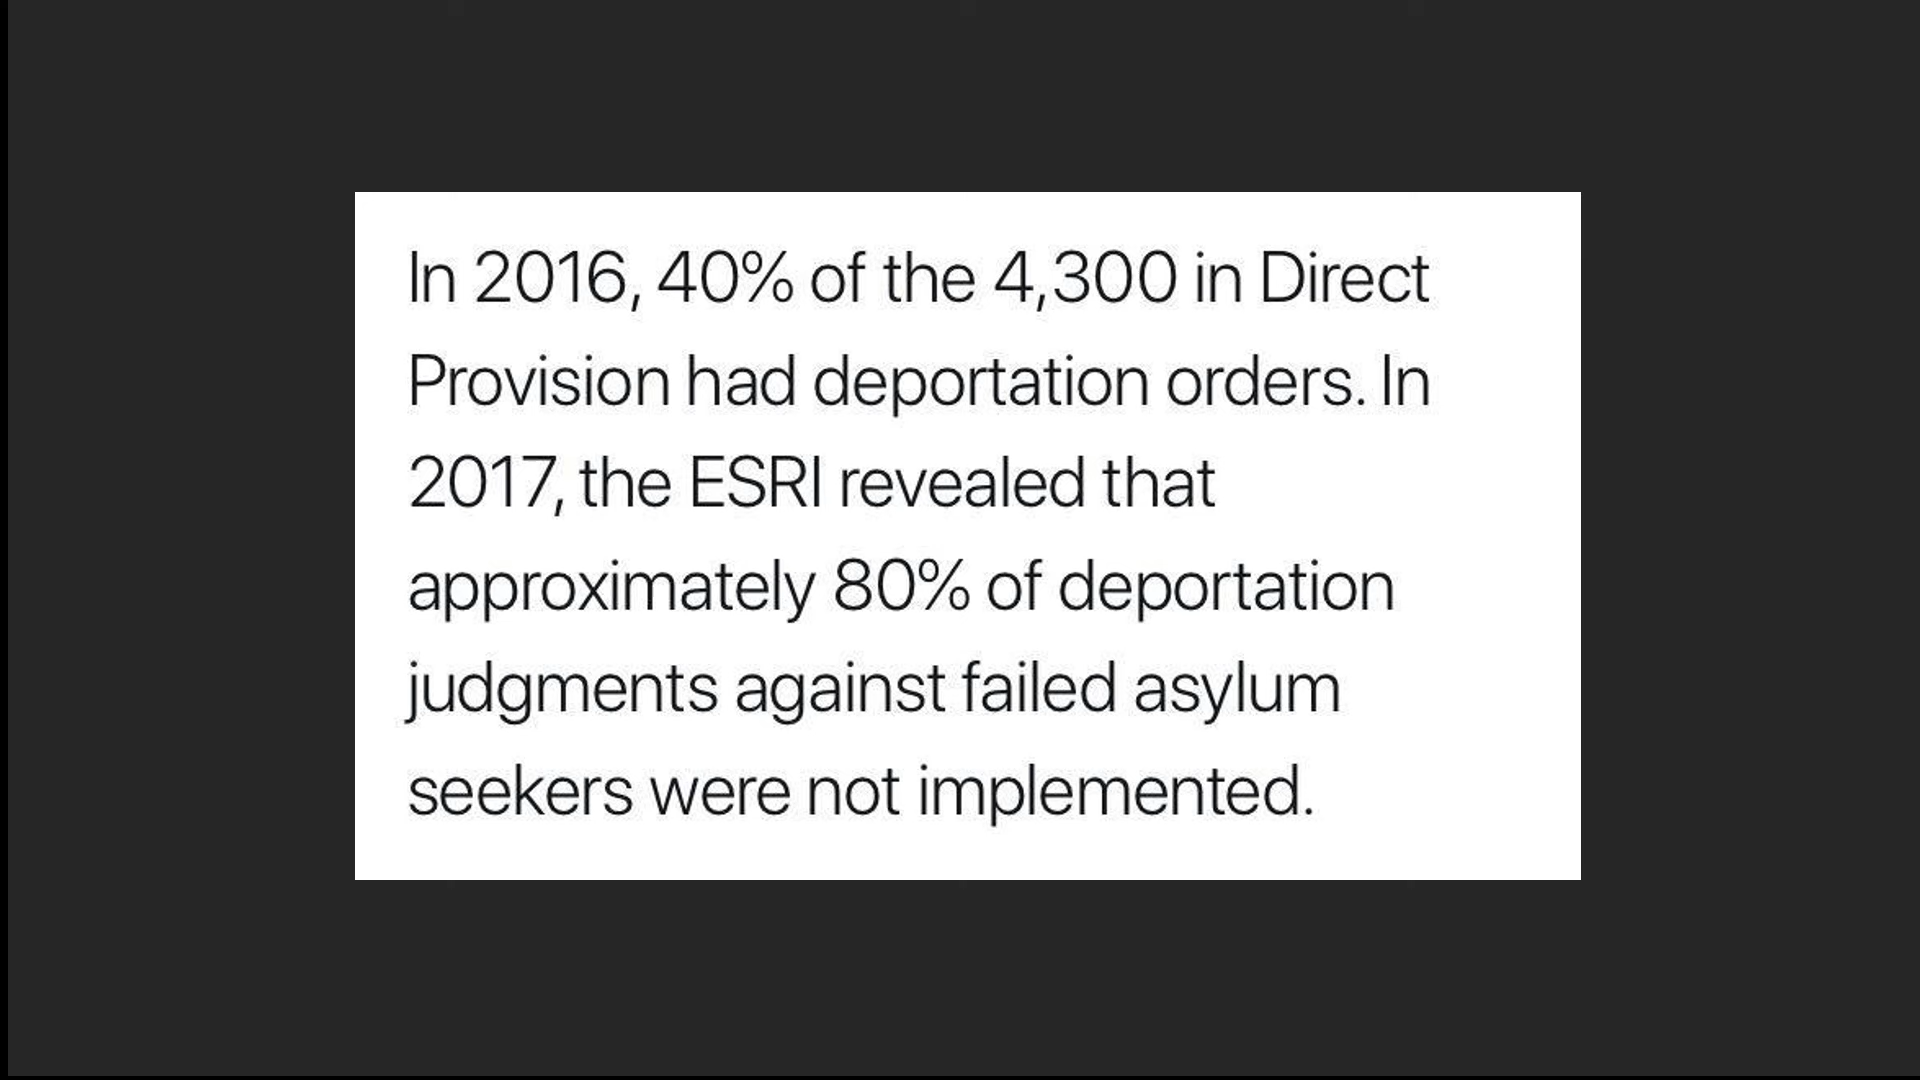 In 2016, 40% of the 4,300 in Direct
Provision had deportation orders. In
2017, the ESRI revealed that
approximately 80% of deportation
judgments against failed asylum
seekers were not implemented.